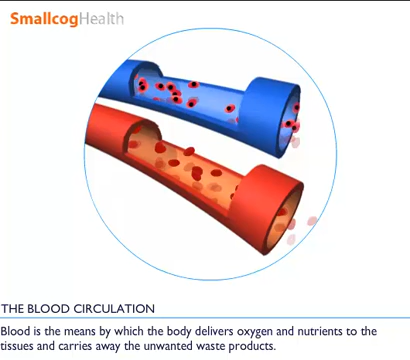 SmallcogHealth
THE BLOOD CIRCULATION
Blood is the means by which the body delivers oxygen and nutrients to the
tissues and carries away the unwanted waste products.